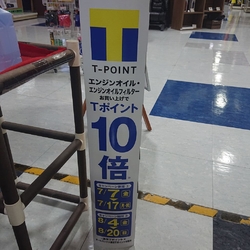 T
T-POINT
エンジンオイル・
エンジンオイルフィルター
お買い上げで
Tポイント
10
倍
7/7
7/17
8/4
8/20